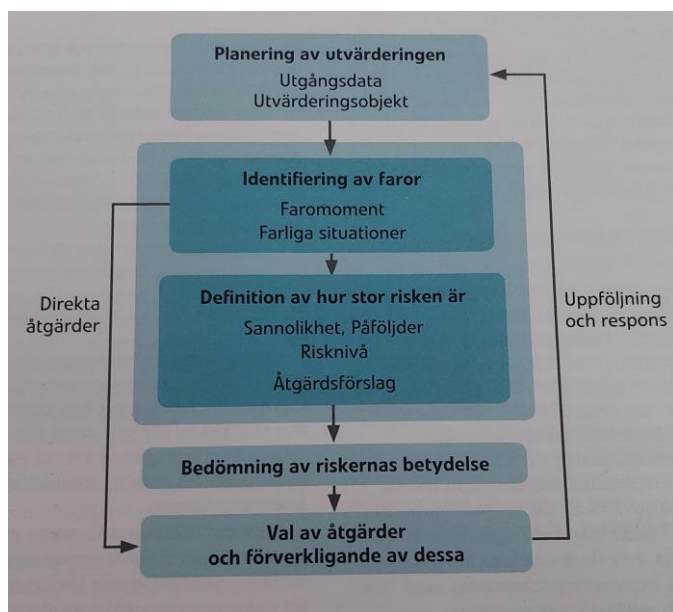 Planering av utvärderingen
Utgångsdata
Utvärderingsobjekt
Identifiering av faror
Faromoment
Farliga situationer
Direkta
åtgärder
Definition av hur stor risken är
Sannolikhet, Påföljder
Risknivå
Åtgärdsförslag
Uppföljning
och respons
Bedömning av riskernas betydelse
Val av åtgärder
och förverkligande av dessa